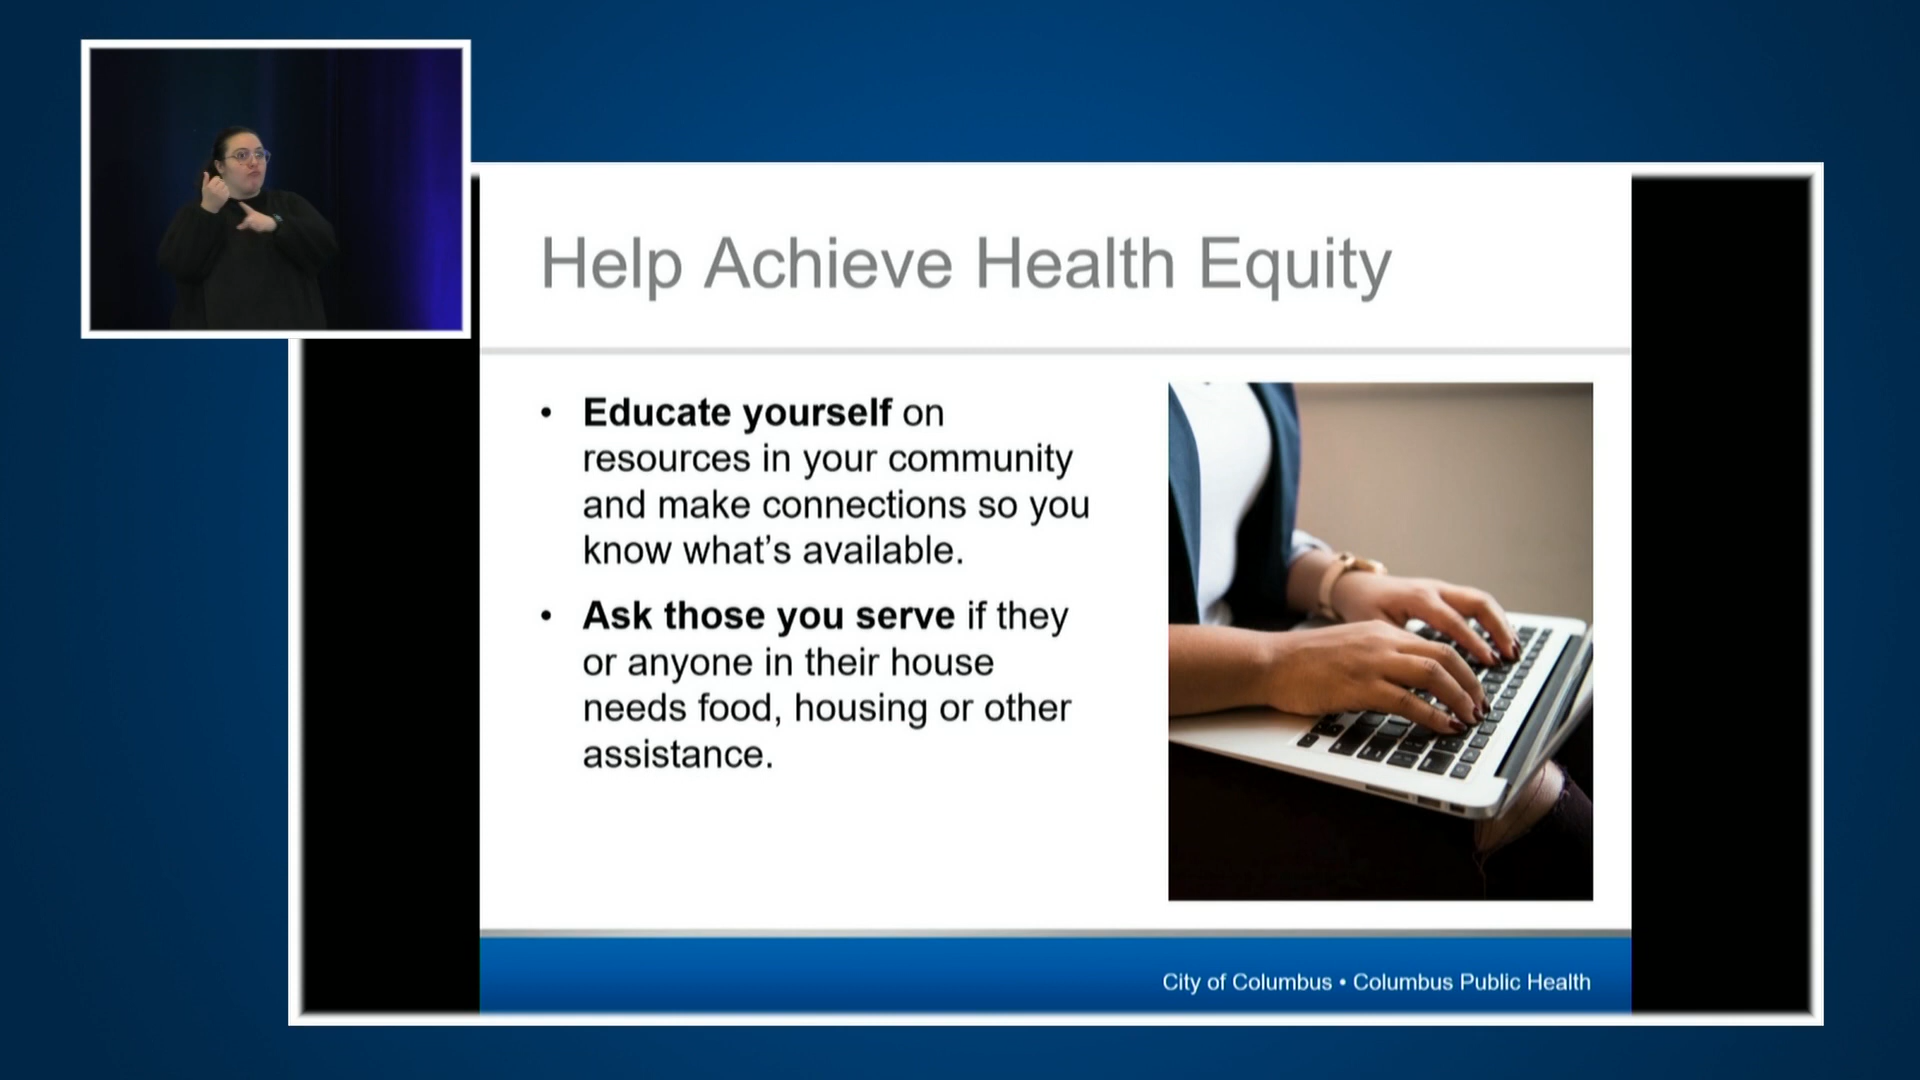 Help Achieve Health Equity
• Educate yourself on
resources in your community
and make connections so you
know what’s available.
• Ask those you serve if they
or anyone in their house
needs food, housing or other
assistance.
City of Columbus • Columbus Public Health